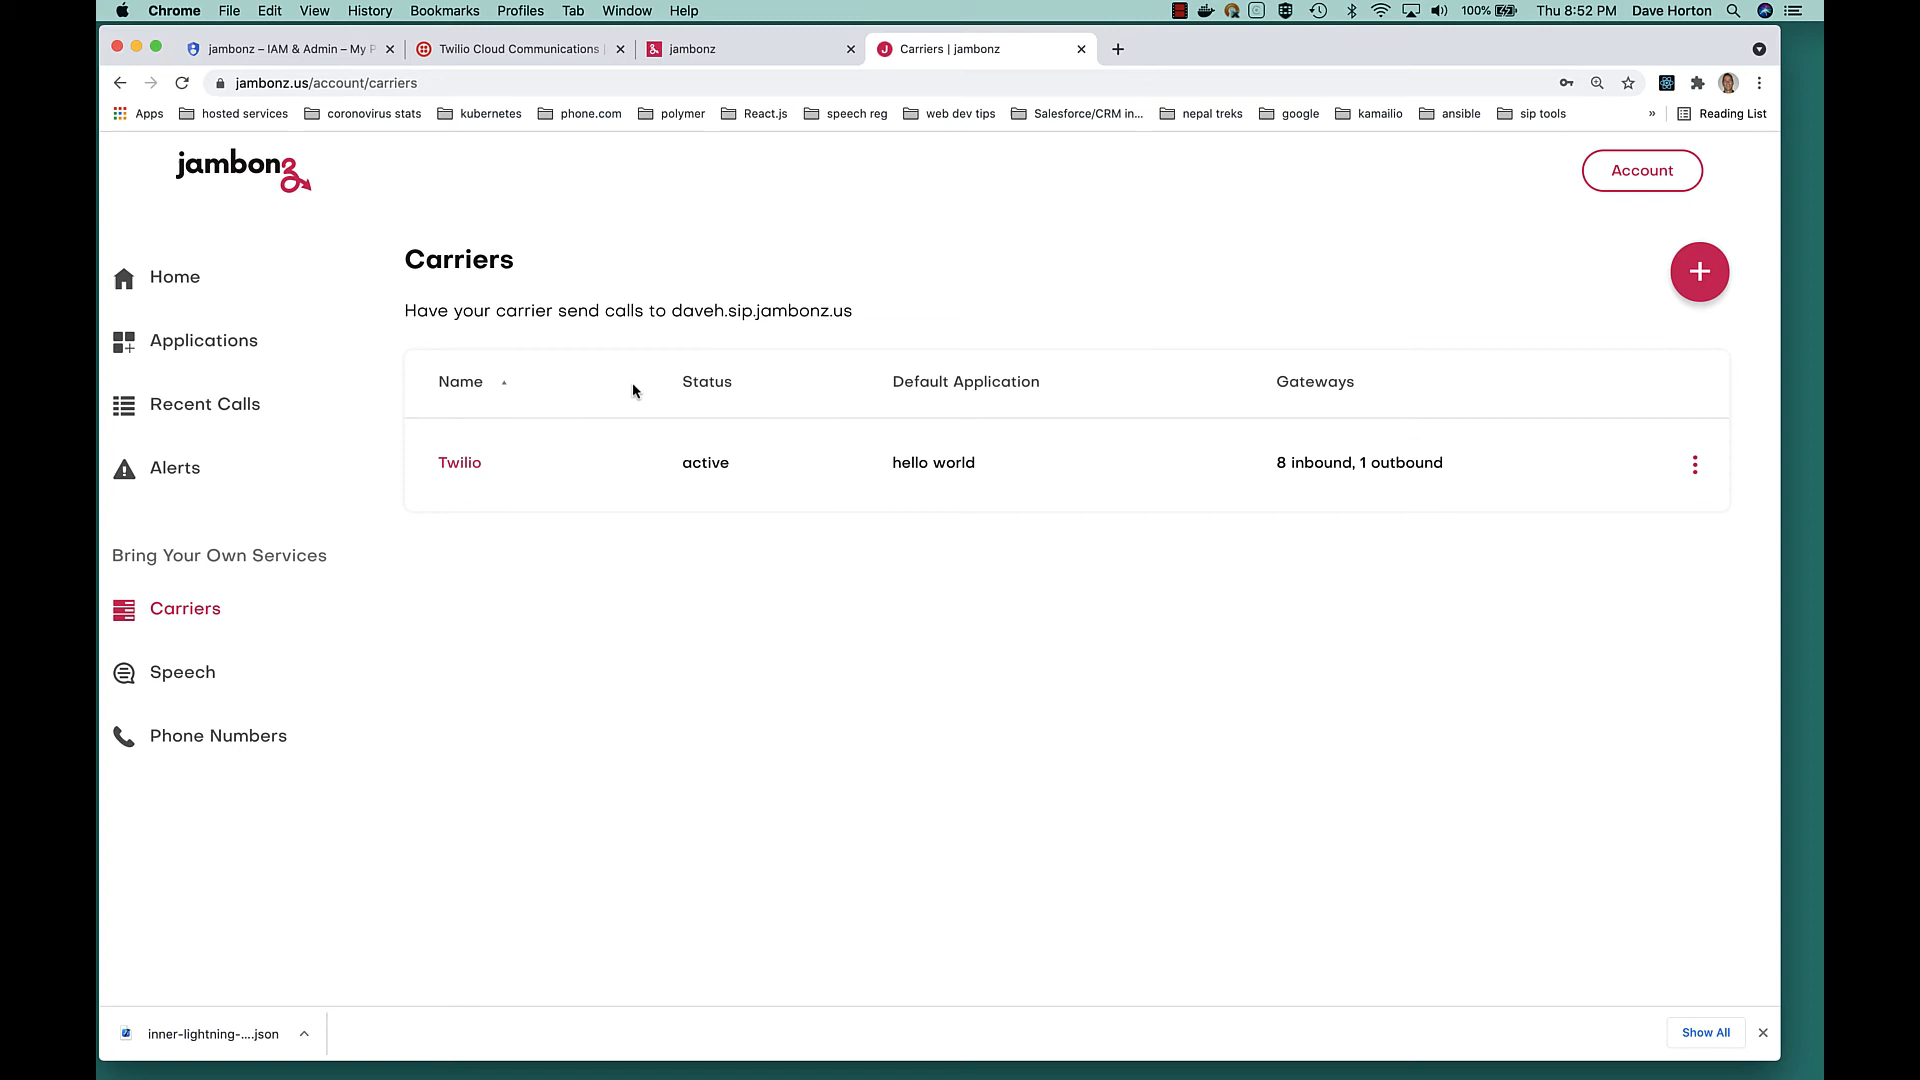 Chrome File Edit View History Bookmarks Profiles Tab Window Help 100% Thu 8:52 PM Dave Horton
jambonz – IAM & Admin – My P Twilio Cloud Communications | jambonz Carriers | jambonz
jambonz.us/account/carriers
Apps hosted services coronovirus stats kubernetes phone.com polymer React.js speech reg web dev tips Salesforce/CRM in... nepal treks google kamailio ansible sip tools » Reading List
jambonz
Account
Home
Applications
Recent Calls
Alerts
Bring Your Own Services
Carriers
Speech
Phone Numbers
Carriers
Have your carrier send calls to daveh.sip.jambonz.us
Name Status Default Application Gateways
Twilio active hello world 8 inbound, 1 outbound
inner-lightning-....json
Show All